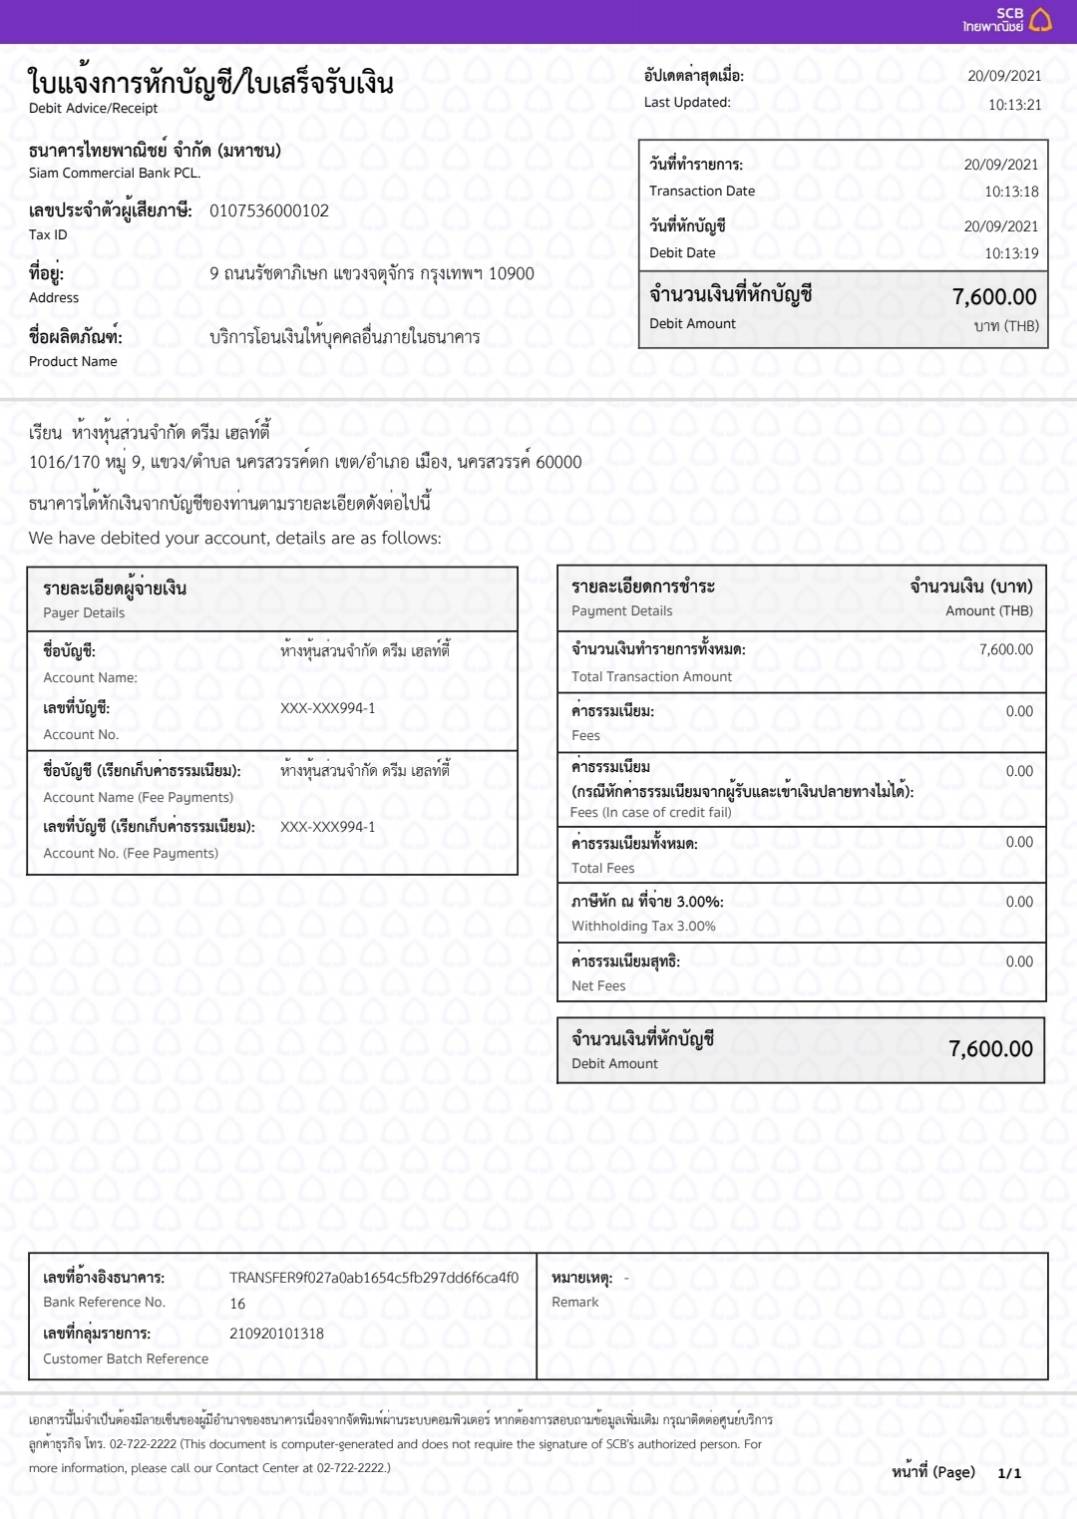 SCB
ไทยพาณิชย์
ใบแจ้งการหักบัญชี/ใบเสร็จรับเงิน
Debit Advice/Receipt
อัปเดตล่าสุดเมื่อ: 20/09/2021
Last Updated: 10:13:21
ธนาคารไทยพาณิชย์ จำกัด (มหาชน)
Siam Commercial Bank PCL.
เลขประจำตัวผู้เสียภาษี: 0107536000102
Tax ID
ที่อยู่: 9 ถนนรัชดาภิเษก แขวงจตุจักร กรุงเทพฯ 10900
Address
ชื่อผลิตภัณฑ์: บริการโอนเงินให้บุคคลอื่นภายในธนาคาร
Product Name
วันที่ทำรายการ: 20/09/2021
Transaction Date 10:13:18
วันที่หักบัญชี 20/09/2021
Debit Date 10:13:19
จำนวนเงินที่หักบัญชี 7,600.00
Debit Amount บาท (THB)
เรียน ห้างหุ้นส่วนจำกัด ดรีม เฮลท์ตี้
1016/170 หมู่ 9, แขวง/ตำบล นครสวรรค์ตก เขต/อำเภอ เมือง, นครสวรรค์ 60000
ธนาคารได้หักเงินจากบัญชีของท่านตามรายละเอียดดังต่อไปนี้
We have debited your account, details are as follows:
รายละเอียดผู้จ่ายเงิน
Payer Details
ชื่อบัญชี: ห้างหุ้นส่วนจำกัด ดรีม เฮลท์ตี้
Account Name:
เลขที่บัญชี: XXX-XXX994-1
Account No.
ชื่อบัญชี (เรียกเก็บค่าธรรมเนียม): ห้างหุ้นส่วนจำกัด ดรีม เฮลท์ตี้
Account Name (Fee Payments)
เลขที่บัญชี (เรียกเก็บค่าธรรมเนียม): XXX-XXX994-1
Account No. (Fee Payments)
รายละเอียดการชำระ จำนวนเงิน (บาท)
Payment Details Amount (THB)
จำนวนเงินทำรายการทั้งหมด: 7,600.00
Total Transaction Amount
ค่าธรรมเนียม: 0.00
Fees
ค่าธรรมเนียม 0.00
(กรณีหักค่าธรรมเนียมจากผู้รับและเข้าเงินปลายทางไม่ได้):
Fees (In case of credit fail)
ค่าธรรมเนียมทั้งหมด: 0.00
Total Fees
ภาษีหัก ณ ที่จ่าย 3.00%: 0.00
Withholding Tax 3.00%
ค่าธรรมเนียมสุทธิ: 0.00
Net Fees
จำนวนเงินที่หักบัญชี 7,600.00
Debit Amount
เลขที่อ้างอิงธนาคาร: TRANSFER9f027a0ab1654c5fb297dd6f6ca4f0
Bank Reference No. 16
เลขที่กลุ่มรายการ: 210920101318
Customer Batch Reference
หมายเหตุ: -
Remark
เอกสารนี้ไม่จำเป็นต้องมีลายเซ็นของผู้มีอำนาจของธนาคารเนื่องจากจัดพิมพ์ผ่านระบบคอมพิวเตอร์ หากต้องการสอบถามข้อมูลเพิ่มเติม กรุณาติดต่อศูนย์บริการ
ลูกค้าธุรกิจ โทร. 02-722-2222 (This document is computer-generated and does not require the signature of SCB's authorized person. For
more information, please call our Contact Center at 02-722-2222.)
หน้าที่ (Page) 1/1